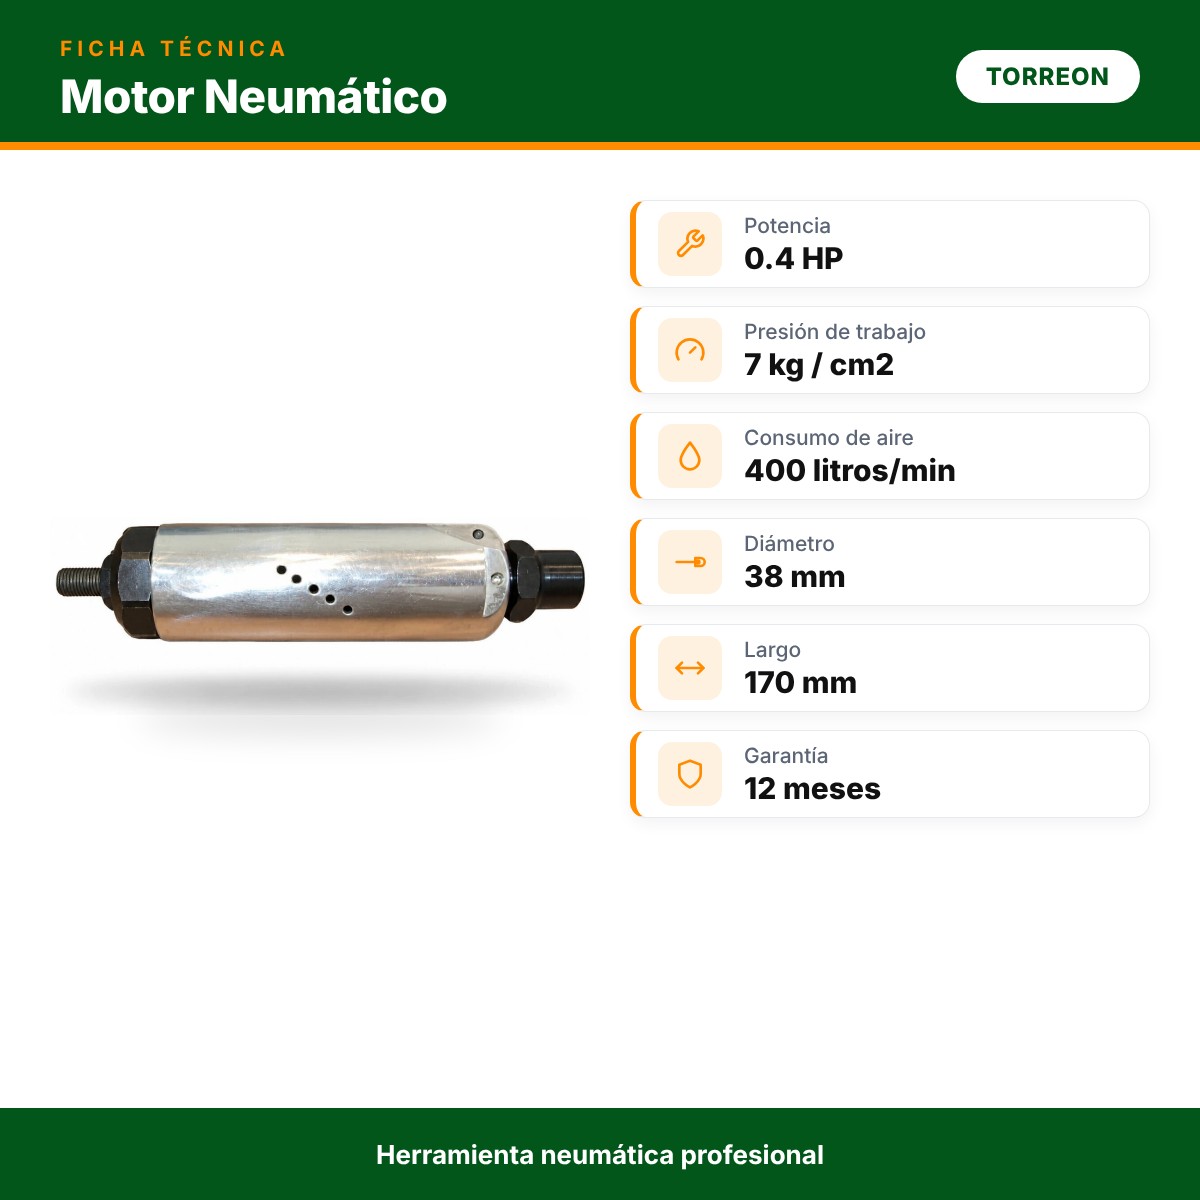 FICHA TÉCNICA
Motor Neumático
TORREON
Potencia
0.4 HP
Presión de trabajo
7 kg / cm2
Consumo de aire
400 litros/min
Diámetro
38 mm
Largo
170 mm
Garantía
12 meses
Herramienta neumática profesional